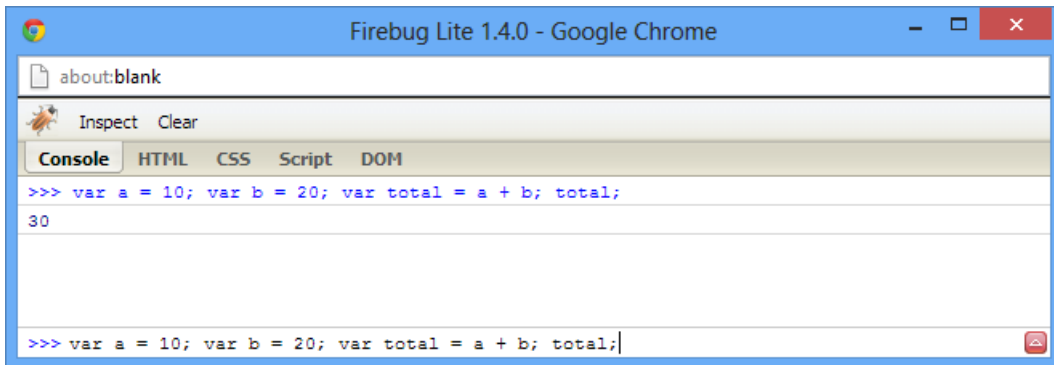 Firebug Lite 1.4.0 - Google Chrome
about:blank
Inspect Clear
Console HTML CSS Script DOM
>>> var a = 10; var b = 20; var total = a + b; total;
30
>>> var a = 10; var b = 20; var total = a + b; total;